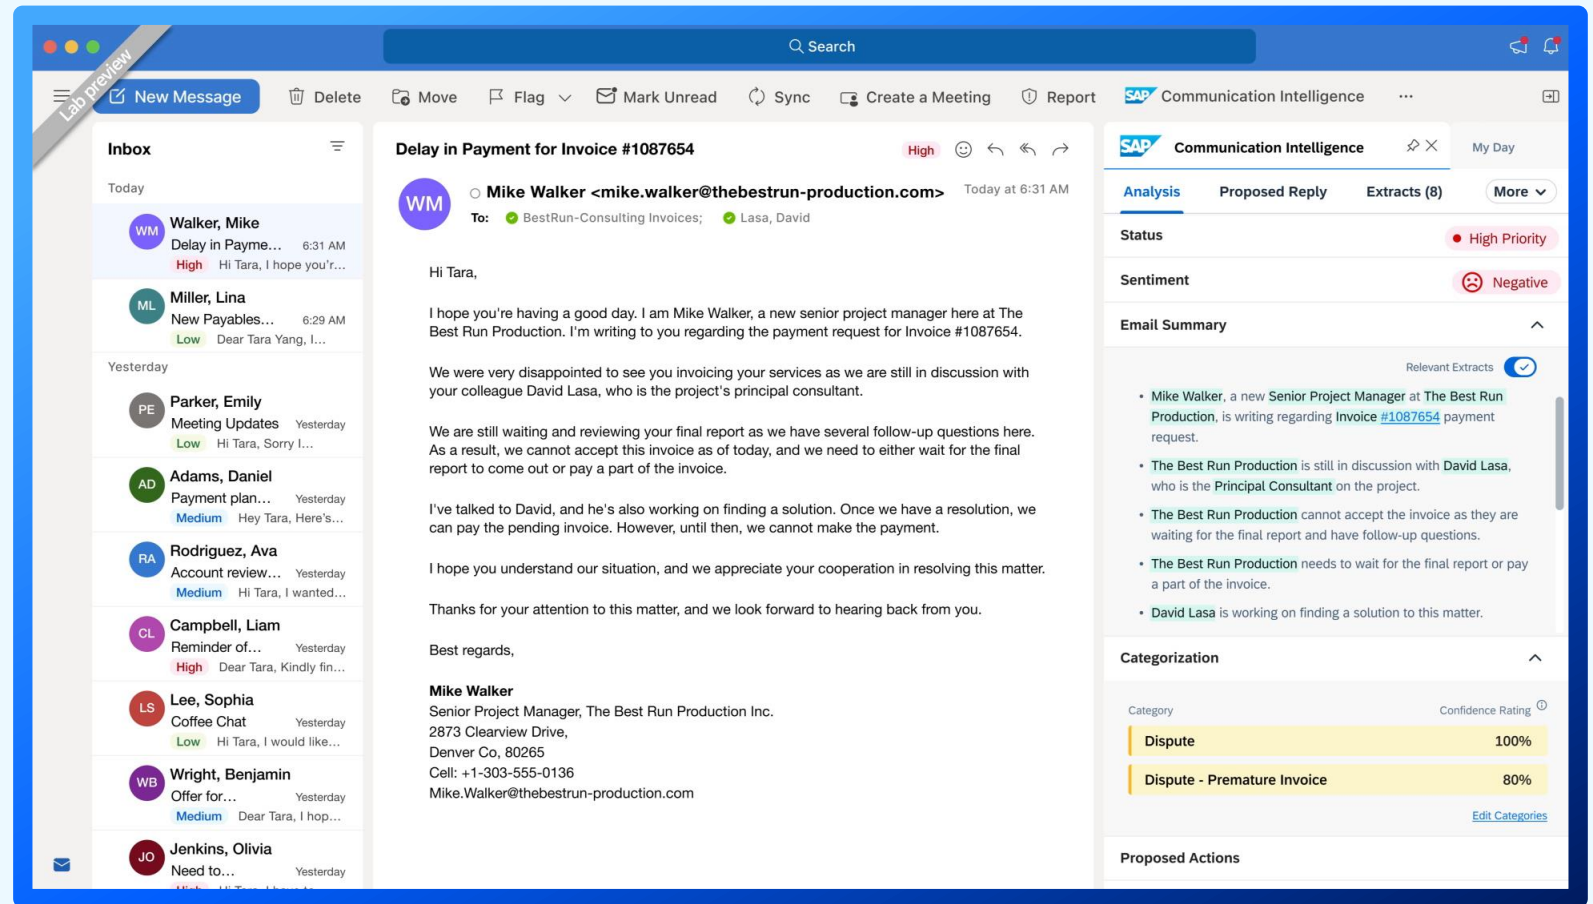 Lab preview
Search
New Message
Delete
Move
Flag
Mark Unread
Sync
Create a Meeting
Report
SAP Communication Intelligence
...
Inbox
Today
WM
Walker, Mike
Delay in Payme... 6:31 AM
High Hi Tara, I hope you'r...
ML
Miller, Lina
New Payables... 6:29 AM
Low Dear Tara Yang, I...
Yesterday
PE
Parker, Emily
Meeting Updates Yesterday
Low Hi Tara, Sorry I...
AD
Adams, Daniel
Payment plan... Yesterday
Medium Hey Tara, Here's...
RA
Rodriguez, Ava
Account review... Yesterday
Medium Hi Tara, I wanted...
CL
Campbell, Liam
Reminder of... Yesterday
High Dear Tara, Kindly fin...
LS
Lee, Sophia
Coffee Chat Yesterday
Low Hi Tara, I would like...
WB
Wright, Benjamin
Offer for... Yesterday
Medium Dear Tara, I hop...
JO
Jenkins, Olivia
Need to... Yesterday
Delay in Payment for Invoice #1087654
High
WM
Mike Walker <mike.walker@thebestrun-production.com> Today at 6:31 AM
To: BestRun-Consulting Invoices; Lasa, David
Hi Tara,
I hope you're having a good day. I am Mike Walker, a new senior project manager here at The
Best Run Production. I'm writing to you regarding the payment request for Invoice #1087654.
We were very disappointed to see you invoicing your services as we are still in discussion with
your colleague David Lasa, who is the project's principal consultant.
We are still waiting and reviewing your final report as we have several follow-up questions here.
As a result, we cannot accept this invoice as of today, and we need to either wait for the final
report to come out or pay a part of the invoice.
I've talked to David, and he's also working on finding a solution. Once we have a resolution, we
can pay the pending invoice. However, until then, we cannot make the payment.
I hope you understand our situation, and we appreciate your cooperation in resolving this matter.
Thanks for your attention to this matter, and we look forward to hearing back from you.
Best regards,
Mike Walker
Senior Project Manager, The Best Run Production Inc.
2873 Clearview Drive,
Denver Co, 80265
Cell: +1-303-555-0136
Mike.Walker@thebestrun-production.com
SAP Communication Intelligence
My Day
Analysis
Proposed Reply
Extracts (8)
More
Status
High Priority
Sentiment
Negative
Email Summary
Relevant Extracts
• Mike Walker, a new Senior Project Manager at The Best Run
Production, is writing regarding Invoice #1087654 payment
request.
• The Best Run Production is still in discussion with David Lasa,
who is the Principal Consultant on the project.
• The Best Run Production cannot accept the invoice as they are
waiting for the final report and have follow-up questions.
• The Best Run Production needs to wait for the final report or pay
a part of the invoice.
• David Lasa is working on finding a solution to this matter.
Categorization
Category Confidence Rating
Dispute 100%
Dispute - Premature Invoice 80%
Edit Categories
Proposed Actions